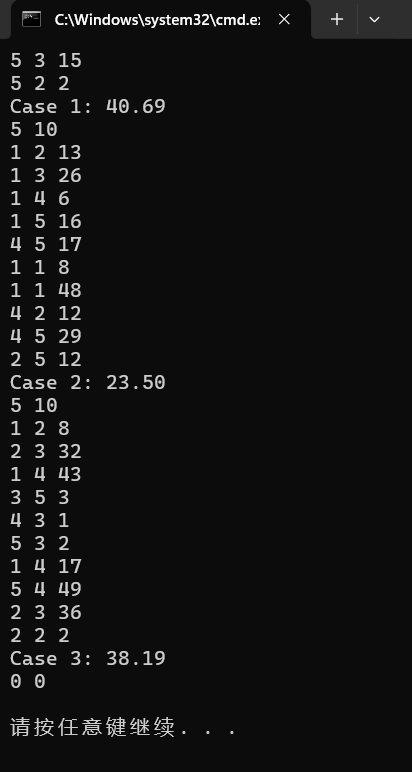 C:\Windows\system32\cmd.e
5 3 15
5 2 2
Case 1: 40.69
5 10
1 2 13
1 3 26
1 4 6
1 5 16
4 5 17
1 1 8
1 1 48
4 2 12
4 5 29
2 5 12
Case 2: 23.50
5 10
1 2 8
2 3 32
1 4 43
3 5 3
4 3 1
5 3 2
1 4 17
5 4 49
2 3 36
2 2 2
Case 3: 38.19
0 0
请按任意键继续. . .